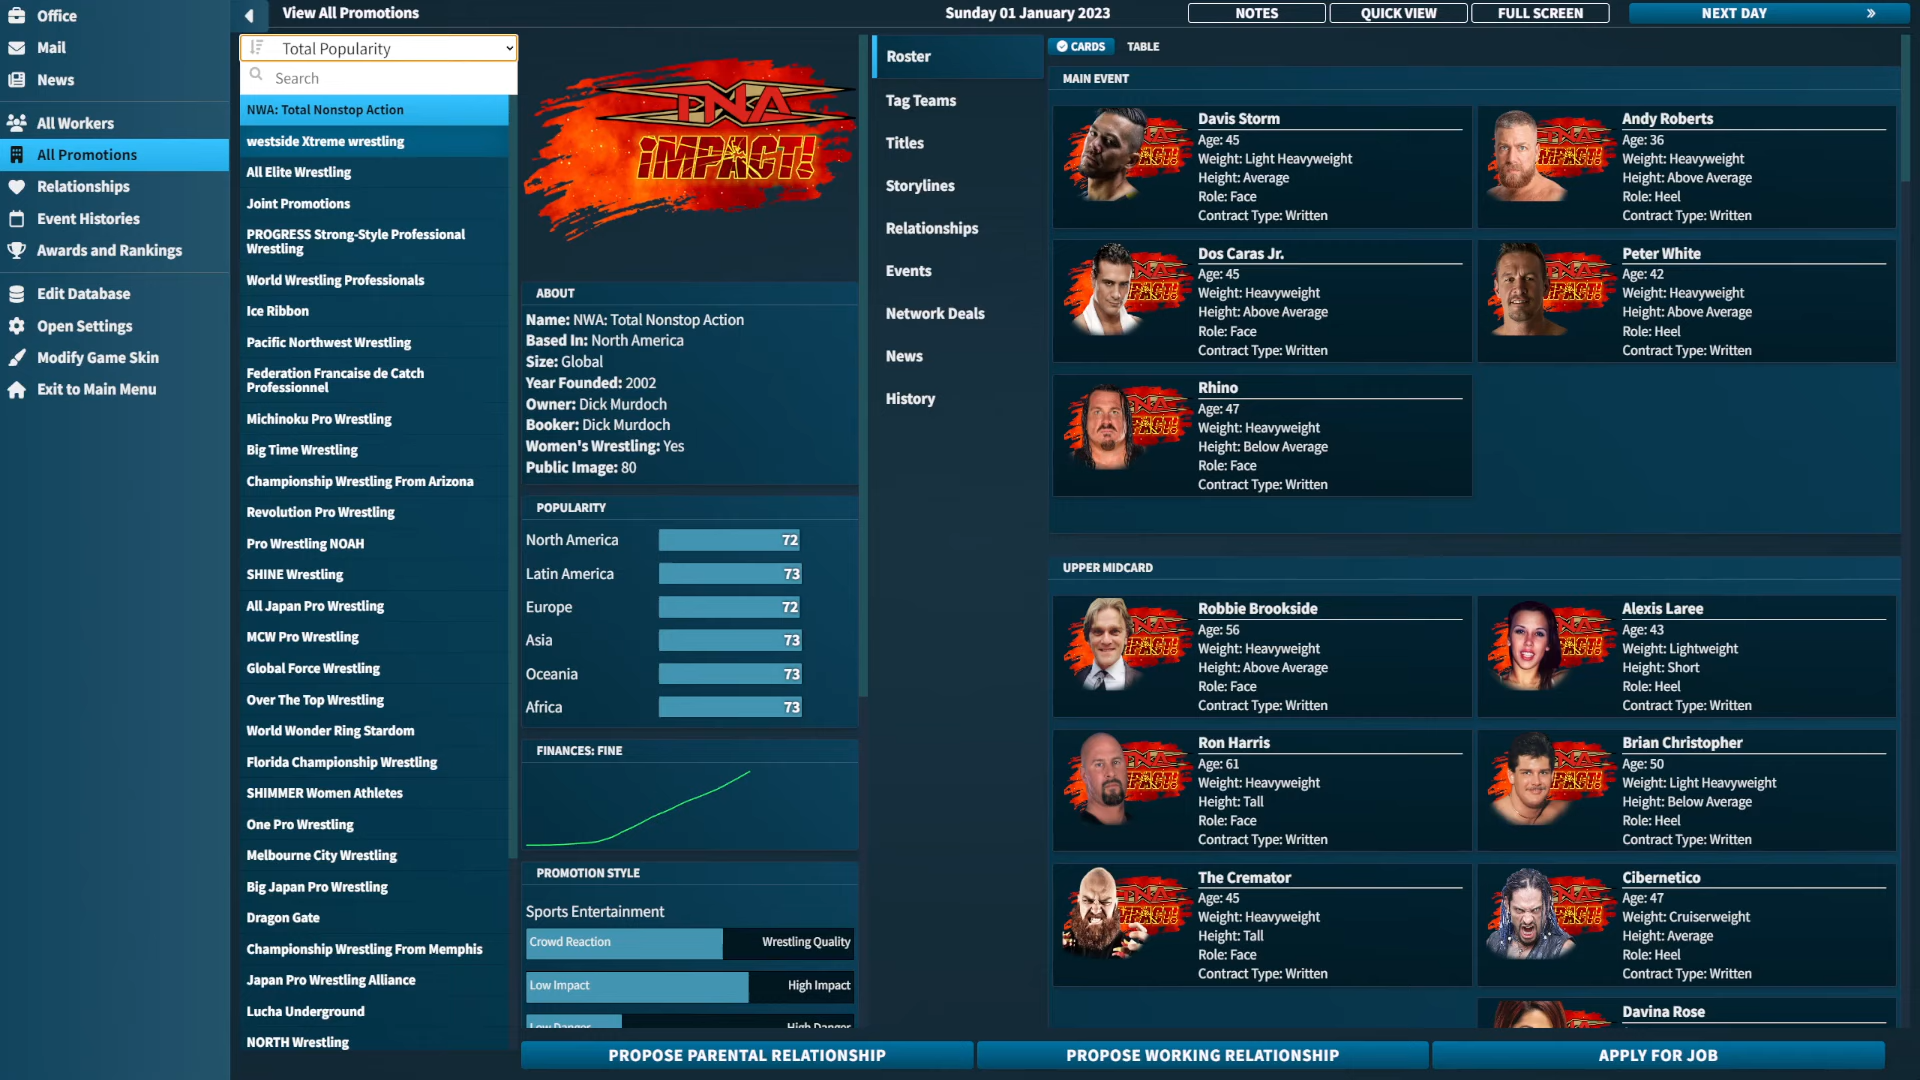 Office
Mail
News
All Workers
All Promotions
Relationships
Event Histories
Awards and Rankings
Edit Database
Open Settings
Modify Game Skin
Exit to Main Menu
View All Promotions
Sunday 01 January 2023
NOTES
QUICK VIEW
FULL SCREEN
NEXT DAY
Total Popularity
Search
NWA: Total Nonstop Action
westside Xtreme wrestling
All Elite Wrestling
Joint Promotions
PROGRESS Strong-Style Professional
Wrestling
World Wrestling Professionals
Ice Ribbon
Pacific Northwest Wrestling
Federation Francaise de Catch
Professionnel
Michinoku Pro Wrestling
Big Time Wrestling
Championship Wrestling From Arizona
Revolution Pro Wrestling
Pro Wrestling NOAH
SHINE Wrestling
All Japan Pro Wrestling
MCW Pro Wrestling
Global Force Wrestling
Over The Top Wrestling
World Wonder Ring Stardom
Florida Championship Wrestling
SHIMMER Women Athletes
One Pro Wrestling
Melbourne City Wrestling
Big Japan Pro Wrestling
Dragon Gate
Championship Wrestling From Memphis
Japan Pro Wrestling Alliance
Lucha Underground
NORTH Wrestling
TNA
iMPACT!
ABOUT
Name: NWA: Total Nonstop Action
Based In: North America
Size: Global
Year Founded: 2002
Owner: Dick Murdoch
Booker: Dick Murdoch
Women's Wrestling: Yes
Public Image: 80
POPULARITY
North America 72
Latin America 73
Europe 72
Asia 73
Oceania 73
Africa 73
FINANCES: FINE
PROMOTION STYLE
Sports Entertainment
Crowd Reaction Wrestling Quality
Low Impact High Impact
Low Danger High Danger
Roster
Tag Teams
Titles
Storylines
Relationships
Events
Network Deals
News
History
CARDS TABLE
MAIN EVENT
Davis Storm
Age: 45
Weight: Light Heavyweight
Height: Average
Role: Face
Contract Type: Written
Andy Roberts
Age: 36
Weight: Heavyweight
Height: Above Average
Role: Heel
Contract Type: Written
Dos Caras Jr.
Age: 45
Weight: Heavyweight
Height: Above Average
Role: Face
Contract Type: Written
Peter White
Age: 42
Weight: Heavyweight
Height: Above Average
Role: Heel
Contract Type: Written
Rhino
Age: 47
Weight: Heavyweight
Height: Below Average
Role: Face
Contract Type: Written
UPPER MIDCARD
Robbie Brookside
Age: 56
Weight: Heavyweight
Height: Above Average
Role: Face
Contract Type: Written
Alexis Laree
Age: 43
Weight: Lightweight
Height: Short
Role: Heel
Contract Type: Written
Ron Harris
Age: 61
Weight: Heavyweight
Height: Tall
Role: Face
Contract Type: Written
Brian Christopher
Age: 50
Weight: Light Heavyweight
Height: Below Average
Role: Heel
Contract Type: Written
The Cremator
Age: 45
Weight: Heavyweight
Height: Tall
Role: Face
Contract Type: Written
Cibernetico
Age: 47
Weight: Cruiserweight
Height: Average
Role: Heel
Contract Type: Written
Davina Rose
PROPOSE PARENTAL RELATIONSHIP
PROPOSE WORKING RELATIONSHIP
APPLY FOR JOB